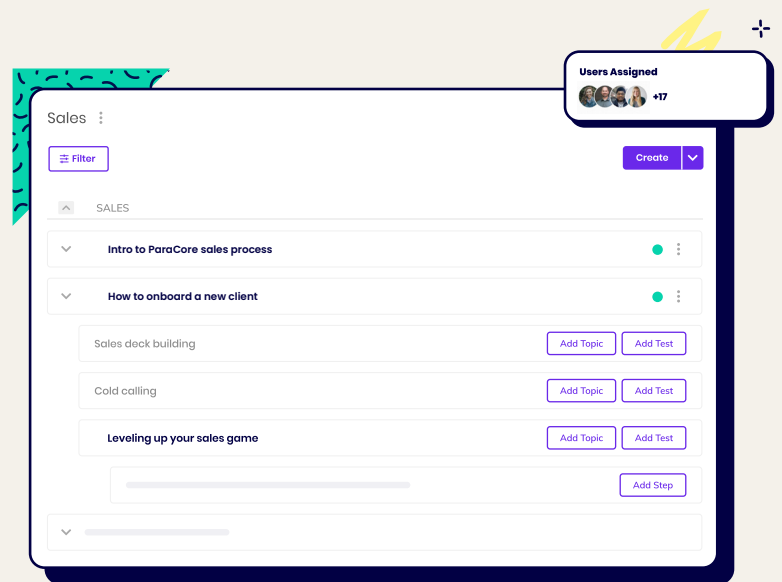 Users Assigned
+17
Sales
Filter
Create
SALES
Intro to ParaCore sales process
How to onboard a new client
Sales deck building
Add Topic
Add Test
Cold calling
Add Topic
Add Test
Leveling up your sales game
Add Topic
Add Test
Add Step